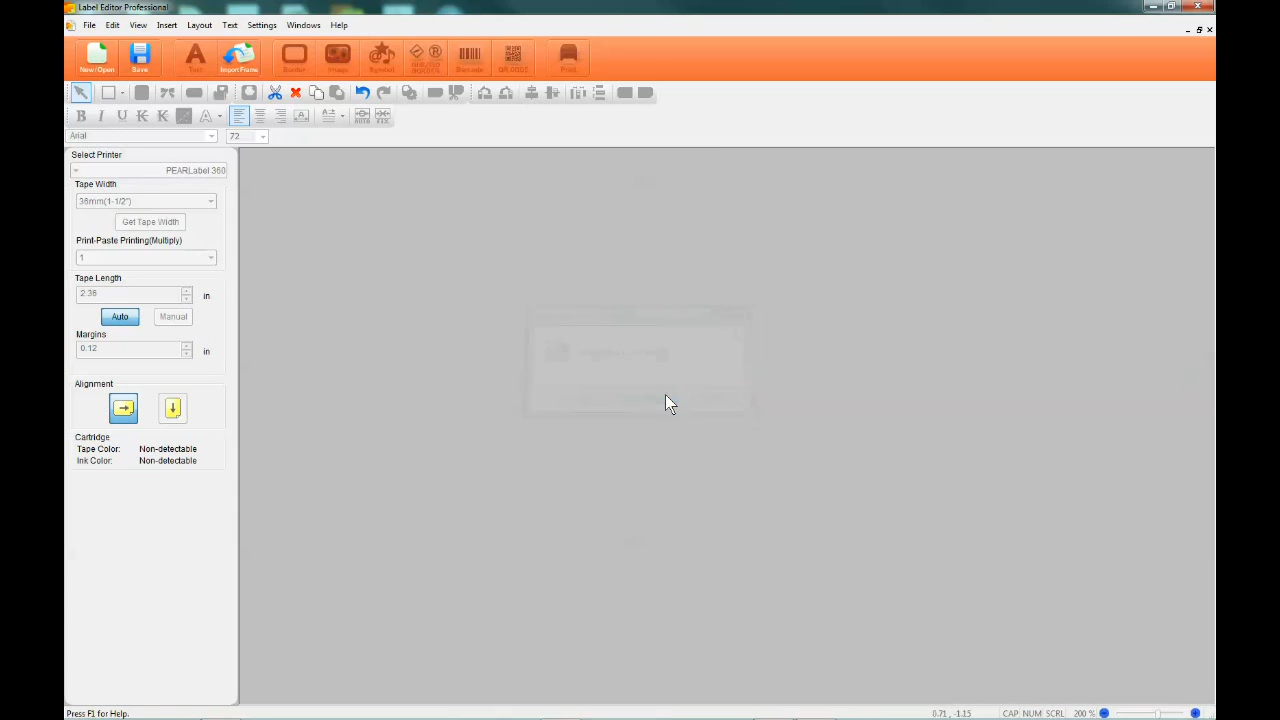 Label Editor Professional
File Edit View Insert Layout Text Settings Windows Help
New/Open Save Text Import Frame Border Image Symbol Barcode QR CODE Print
B I U K K A A
AUTO FIX
Arial 72
Select Printer
PEARLabel 360
Tape Width
36mm(1-1/2")
Get Tape Width
Print-Paste Printing(Multiply)
1
Tape Length
2.36 in
Auto Manual
Margins
0.12 in
Alignment
Cartridge
Tape Color: Non-detectable
Ink Color: Non-detectable
Press F1 for Help. 0.71 , -1.15 CAP NUM SCRL 200 %